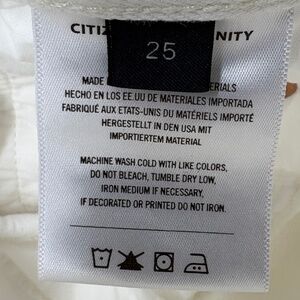 CITIZ NITY
25
MADE I ERIALS
HECHO EN LOS EE.UU DE MATERIALES IMPORTADA
FABRIQUÉ AUX ETATS-UNIS DU MATÉRIELS IMPORTÉ
HERGESTELLT IN DEN USA MIT
IMPORTIERTEM MATERIAL
MACHINE WASH COLD WITH LIKE COLORS,
DO NOT BLEACH, TUMBLE DRY LOW,
IRON MEDIUM IF NECESSARY,
IF DECORATED OR PRINTED DO NOT IRON.